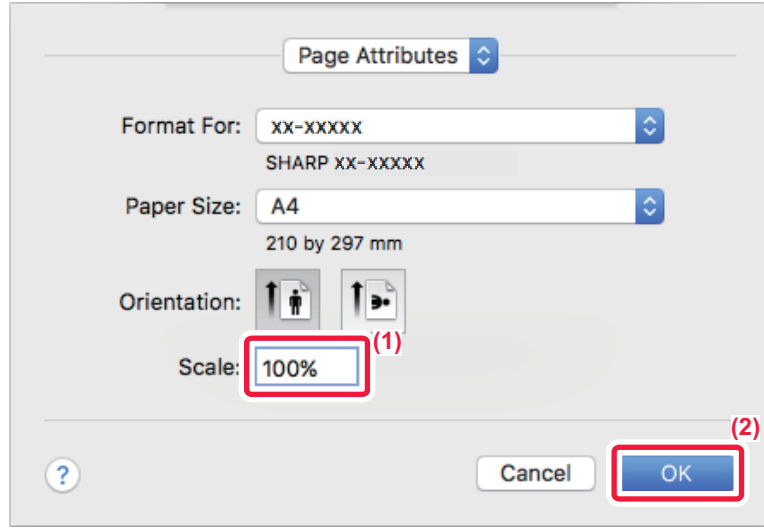 Page Attributes
Format For: xx-xxxxx
SHARP xx-xxxxx
Paper Size: A4
210 by 297 mm
Orientation:
(1)
Scale: 100%
(2)
? Cancel OK